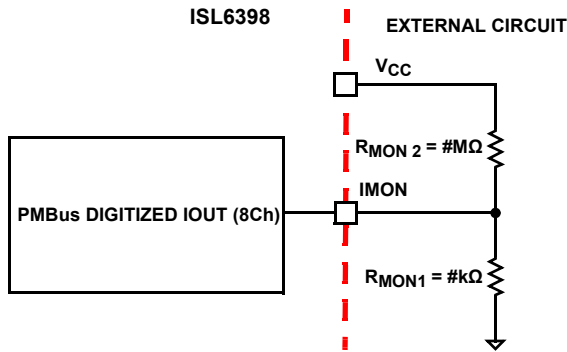 ISL6398
EXTERNAL CIRCUIT
VCC
RMON 2 = #MΩ
IMON
PMBus DIGITIZED IOUT (8Ch)
RMON1 = #kΩ